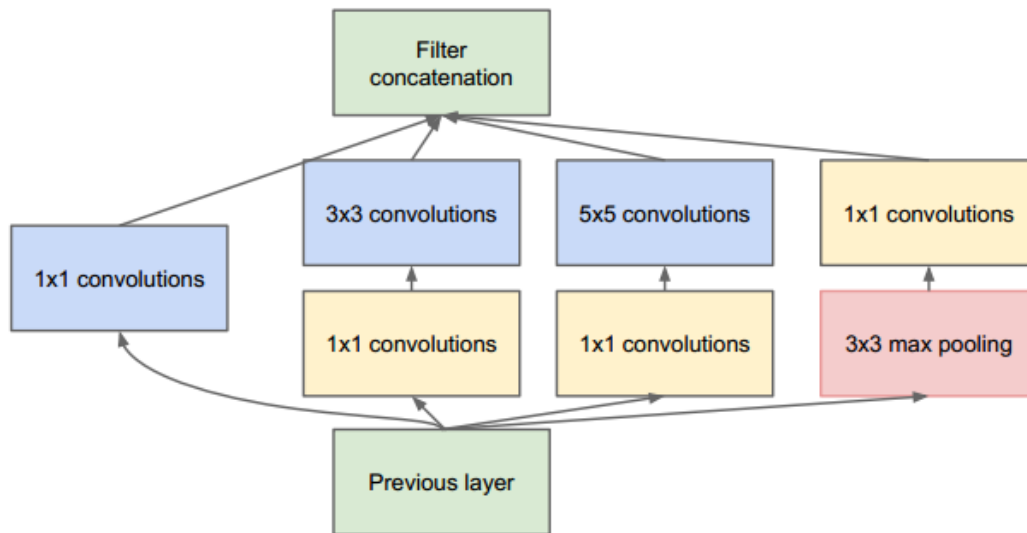 Filter
concatenation
3x3 convolutions
5x5 convolutions
1x1 convolutions
1x1 convolutions
1x1 convolutions
1x1 convolutions
3x3 max pooling
Previous layer